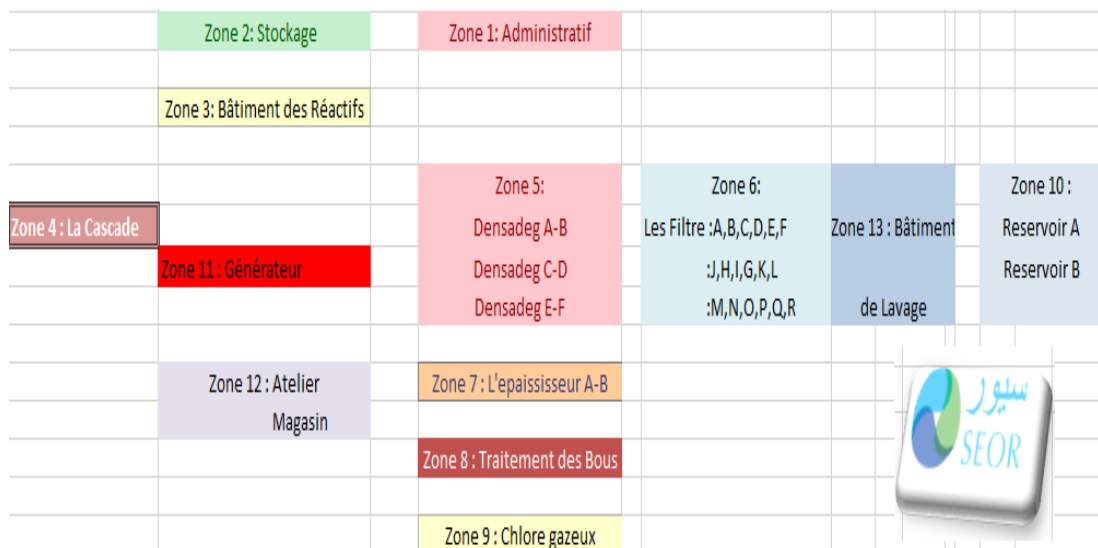 Zone 2: Stockage
Zone 1: Administratif
Zone 3: Bâtiment des Réactifs
Zone 4 : La Cascade
Zone 11 : Générateur
Zone 5:
Densadeg A-B
Densadeg C-D
Densadeg E-F
Zone 6:
Les Filtre :A,B,C,D,E,F
:J,H,I,G,K,L
:M,N,O,P,Q,R
Zone 13 : Bâtiment
de Lavage
Zone 10 :
Reservoir A
Reservoir B
Zone 12 : Atelier
Magasin
Zone 7 : L'epaississeur A-B
Zone 8 : Traitement des Bous
Zone 9 : Chlore gazeux
سيور
SEOR